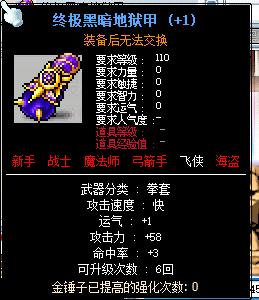 终极黑暗地狱甲 (+1)
装备后无法交换
要求等级: 110
要求力量: 0
要求敏捷: 0
要求智力: 0
要求运气: 0
要求人气度: -
道具等级: -
道具经验值: -
新手 战士 魔法师 弓箭手 飞侠 海盗
武器分类 : 拳套
攻击速度 : 快
运气 : +1
攻击力 : +58
命中率 : +3
可升级次数 : 6回
金锤子已提高的强化次数: 0